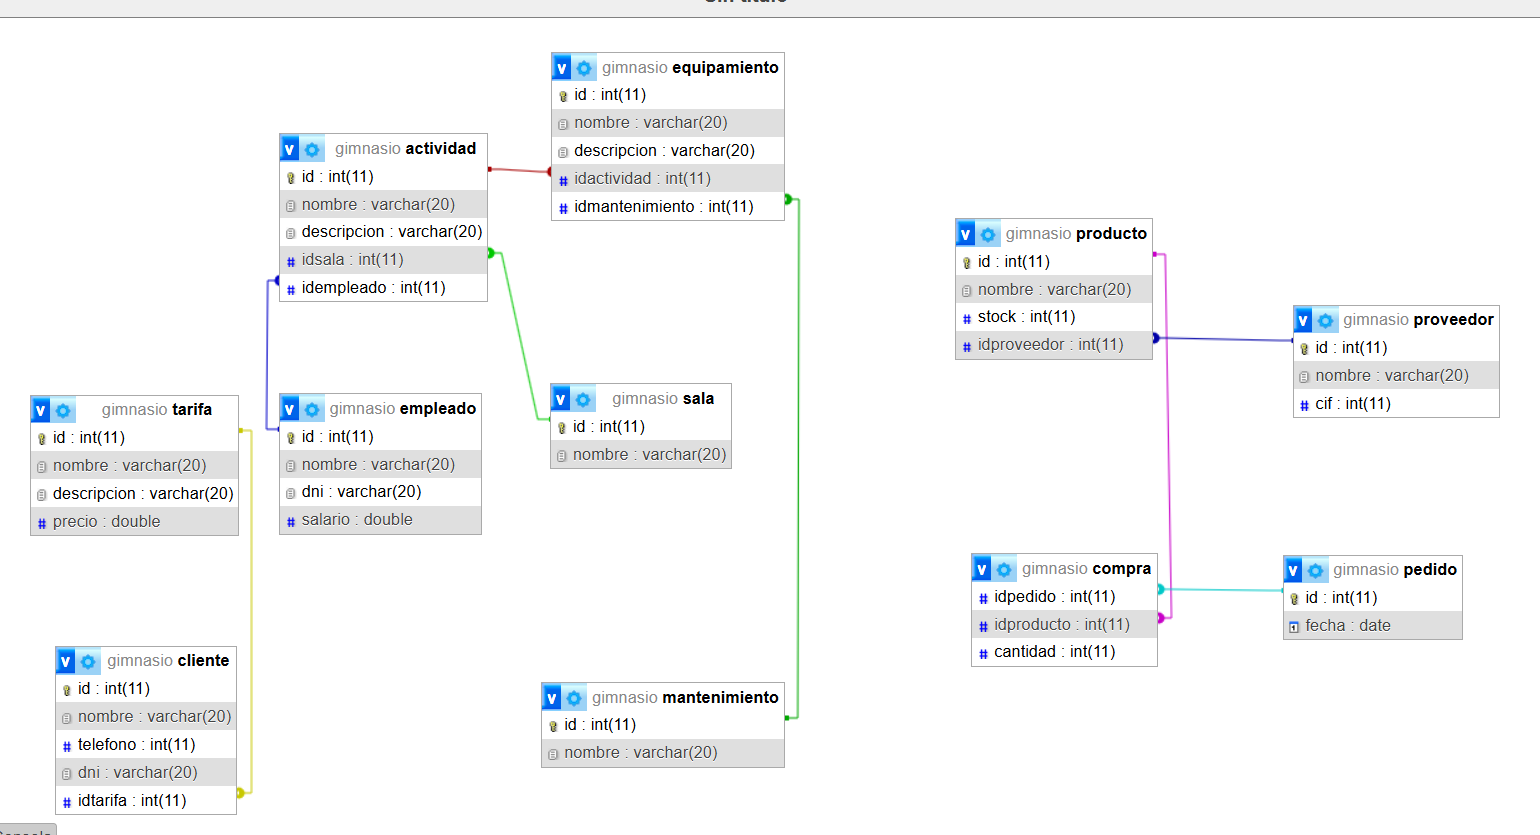 Sin título
gimnasio equipamiento
id : int(11)
nombre : varchar(20)
descripcion : varchar(20)
idactividad : int(11)
idmantenimiento : int(11)
gimnasio actividad
id : int(11)
nombre : varchar(20)
descripcion : varchar(20)
idsala : int(11)
idempleado : int(11)
gimnasio producto
id : int(11)
nombre : varchar(20)
stock : int(11)
idproveedor : int(11)
gimnasio proveedor
id : int(11)
nombre : varchar(20)
cif : int(11)
gimnasio tarifa
id : int(11)
nombre : varchar(20)
descripcion : varchar(20)
precio : double
gimnasio empleado
id : int(11)
nombre : varchar(20)
dni : varchar(20)
salario : double
gimnasio sala
id : int(11)
nombre : varchar(20)
gimnasio compra
idpedido : int(11)
idproducto : int(11)
cantidad : int(11)
gimnasio pedido
id : int(11)
fecha : date
gimnasio cliente
id : int(11)
nombre : varchar(20)
telefono : int(11)
dni : varchar(20)
idtarifa : int(11)
gimnasio mantenimiento
id : int(11)
nombre : varchar(20)